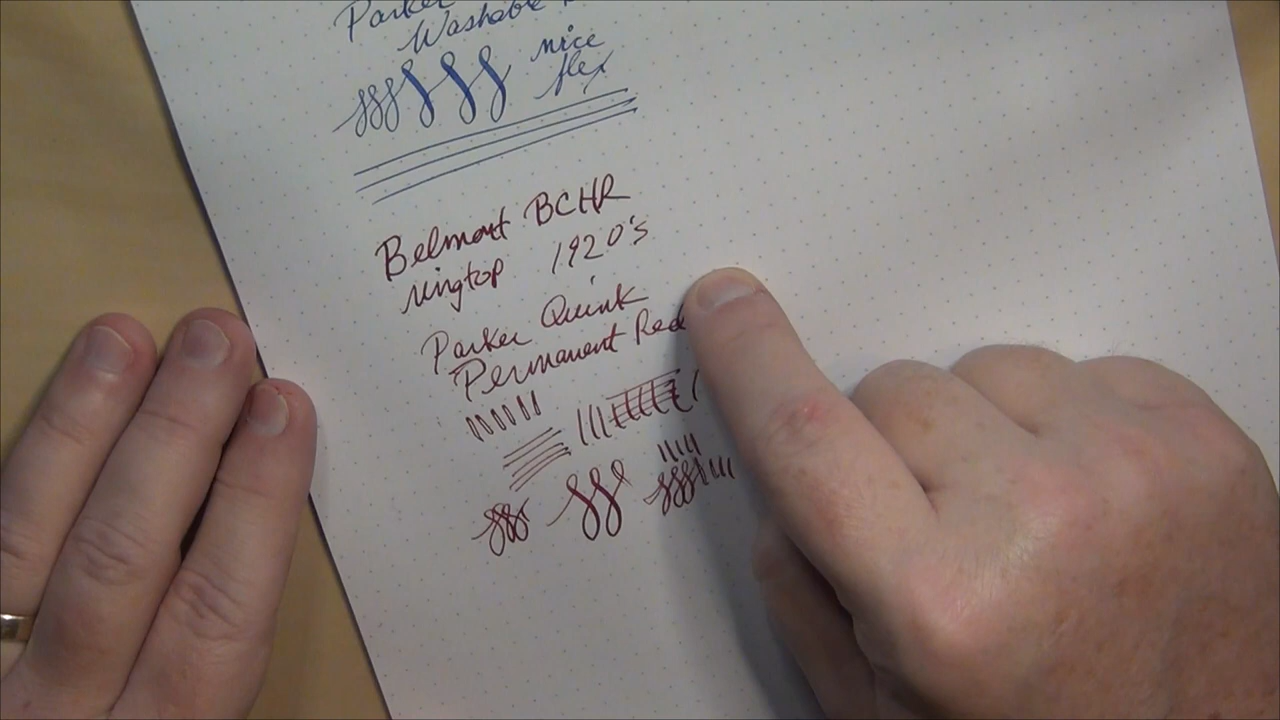 Parker
Washable
nice
flex
Belmont BCHR
ringtop 1920's
Parker Quink
Permanent Red